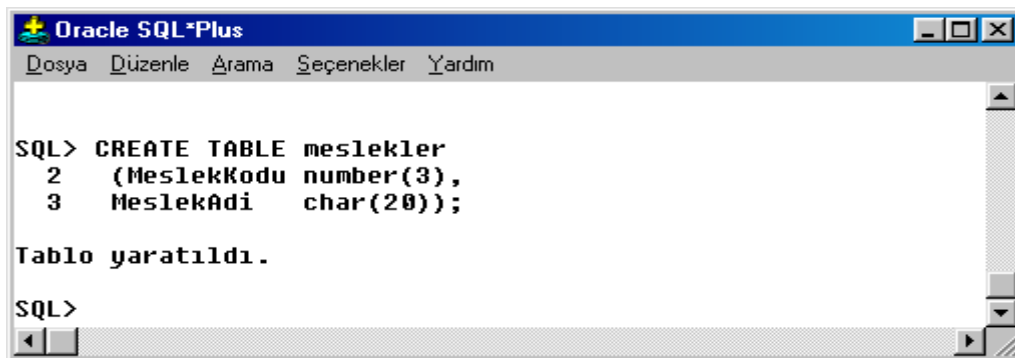 Oracle SQL*Plus
Dosya Düzenle Arama Seçenekler Yardım
SQL> CREATE TABLE meslekler
2 (MeslekKodu number(3),
3 MeslekAdi char(20));
Tablo yaratıldı.
SQL>